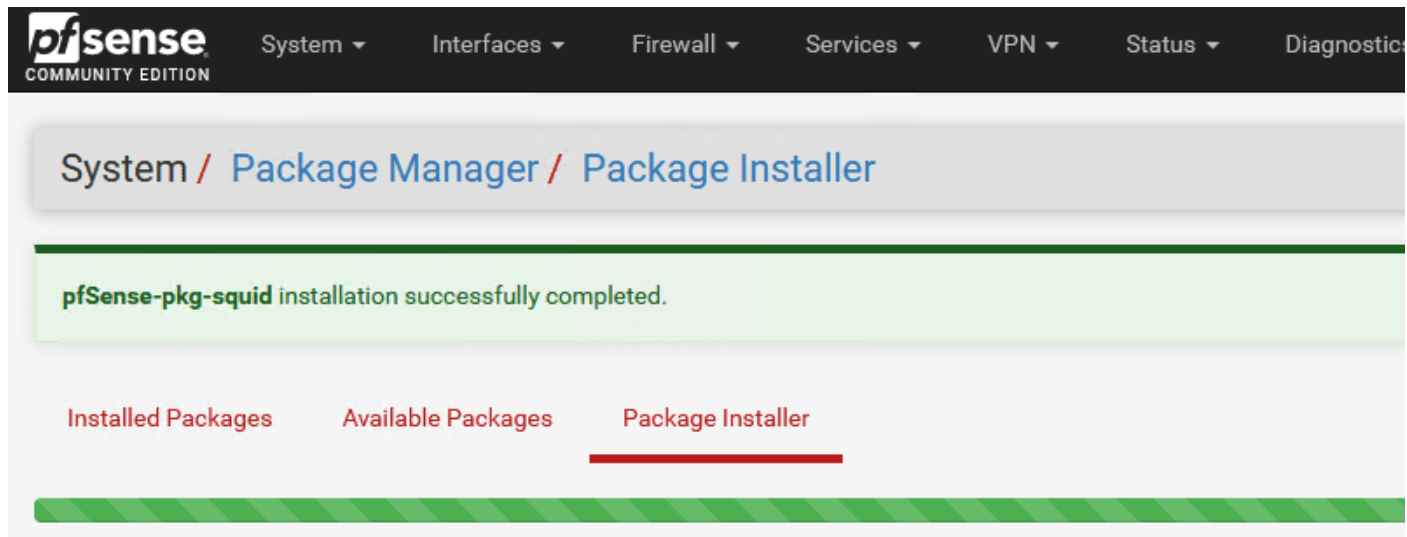 pfsense System Interfaces Firewall Services VPN Status Diagnostics
COMMUNITY EDITION
System / Package Manager / Package Installer
pfSense-pkg-squid installation successfully completed.
Installed Packages Available Packages Package Installer